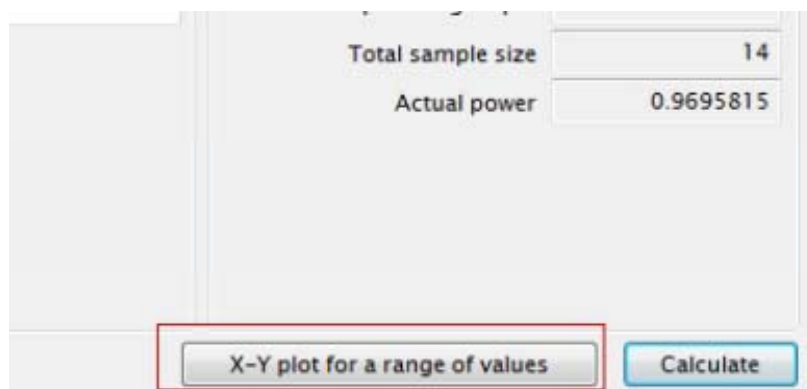 Total sample size 14
Actual power 0.9695815
X-Y plot for a range of values Calculate